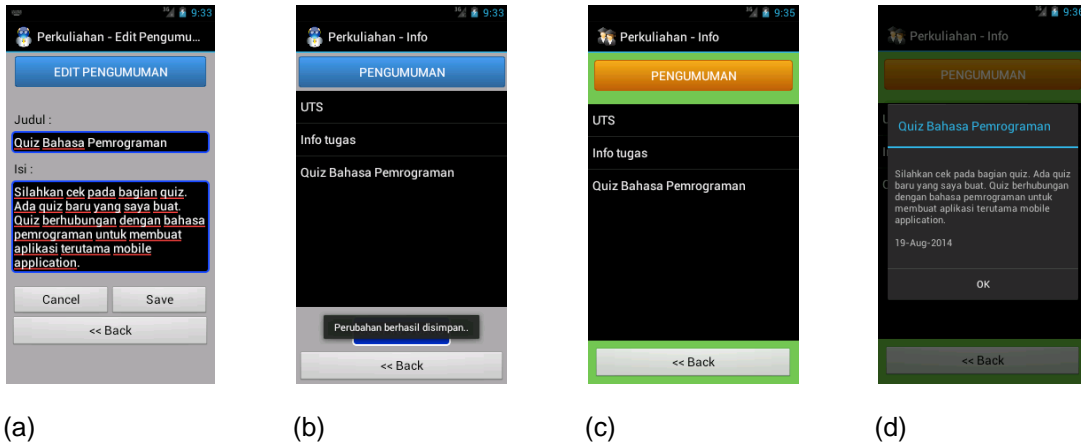 9:33
Perkuliahan - Edit Pengumu...
EDIT PENGUMUMAN
Judul :
Quiz Bahasa Pemrograman
Isi :
Silahkan cek pada bagian quiz.
Ada quiz baru yang saya buat.
Quiz berhubungan dengan bahasa
pemrograman untuk membuat
aplikasi terutama mobile
application.
Cancel Save
<< Back
(a)
9:33
Perkuliahan - Info
PENGUMUMAN
UTS
Info tugas
Quiz Bahasa Pemrograman
Perubahan berhasil disimpan..
<< Back
(b)
9:35
Perkuliahan - Info
PENGUMUMAN
UTS
Info tugas
Quiz Bahasa Pemrograman
<< Back
(c)
9:36
Perkuliahan - Info
PENGUMUMAN
Quiz Bahasa Pemrograman
Silahkan cek pada bagian quiz. Ada quiz
baru yang saya buat. Quiz berhubungan
dengan bahasa pemrograman untuk
membuat aplikasi terutama mobile
application.
19-Aug-2014
OK
<< Back
(d)